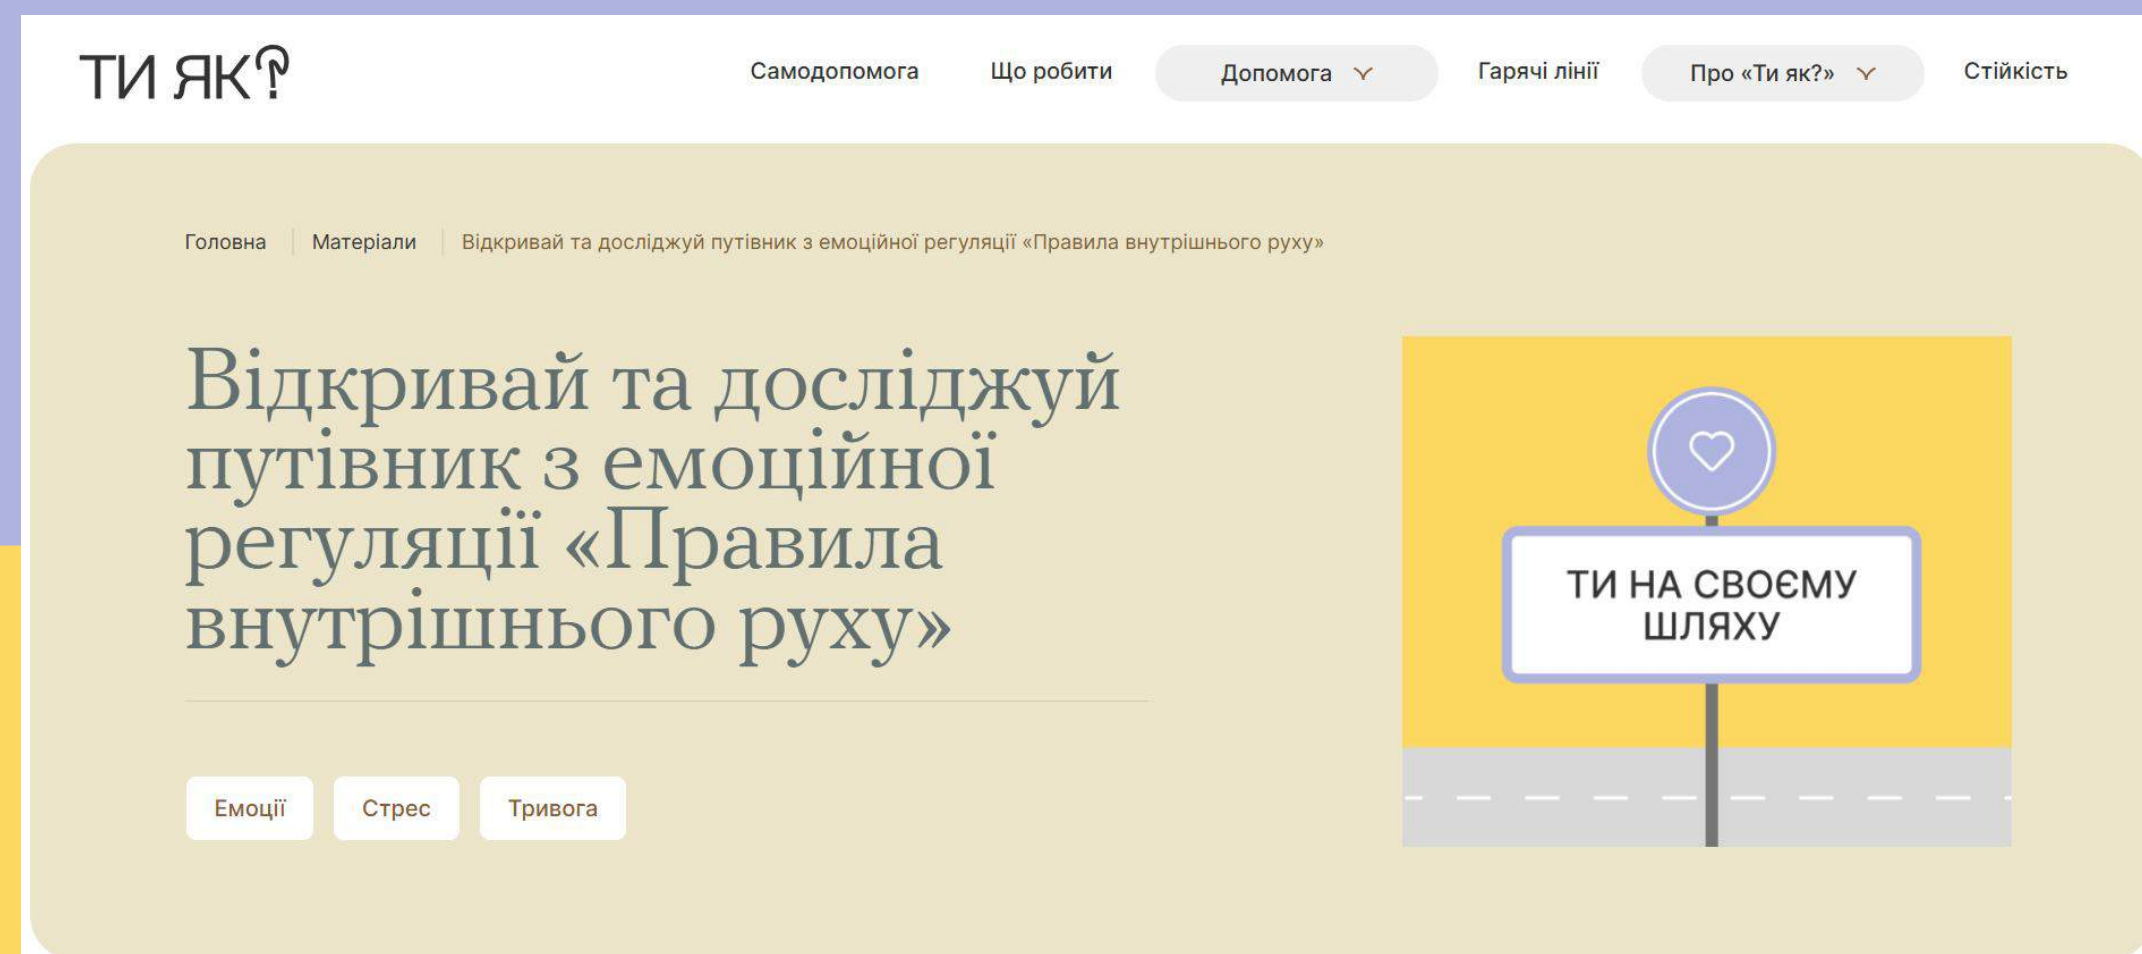 ТИ ЯК?
Самодопомога
Що робити
Допомога
Гарячі лінії
Про «Ти як?»
Стійкість
Головна
Матеріали
Відкривай та досліджуй путівник з емоційної регуляції «Правила внутрішнього руху»
Відкривай та досліджуй
путівник з емоційної
регуляції «Правила
внутрішнього руху»
ТИ НА СВОЄМУ
ШЛЯХУ
Емоції
Стрес
Тривога